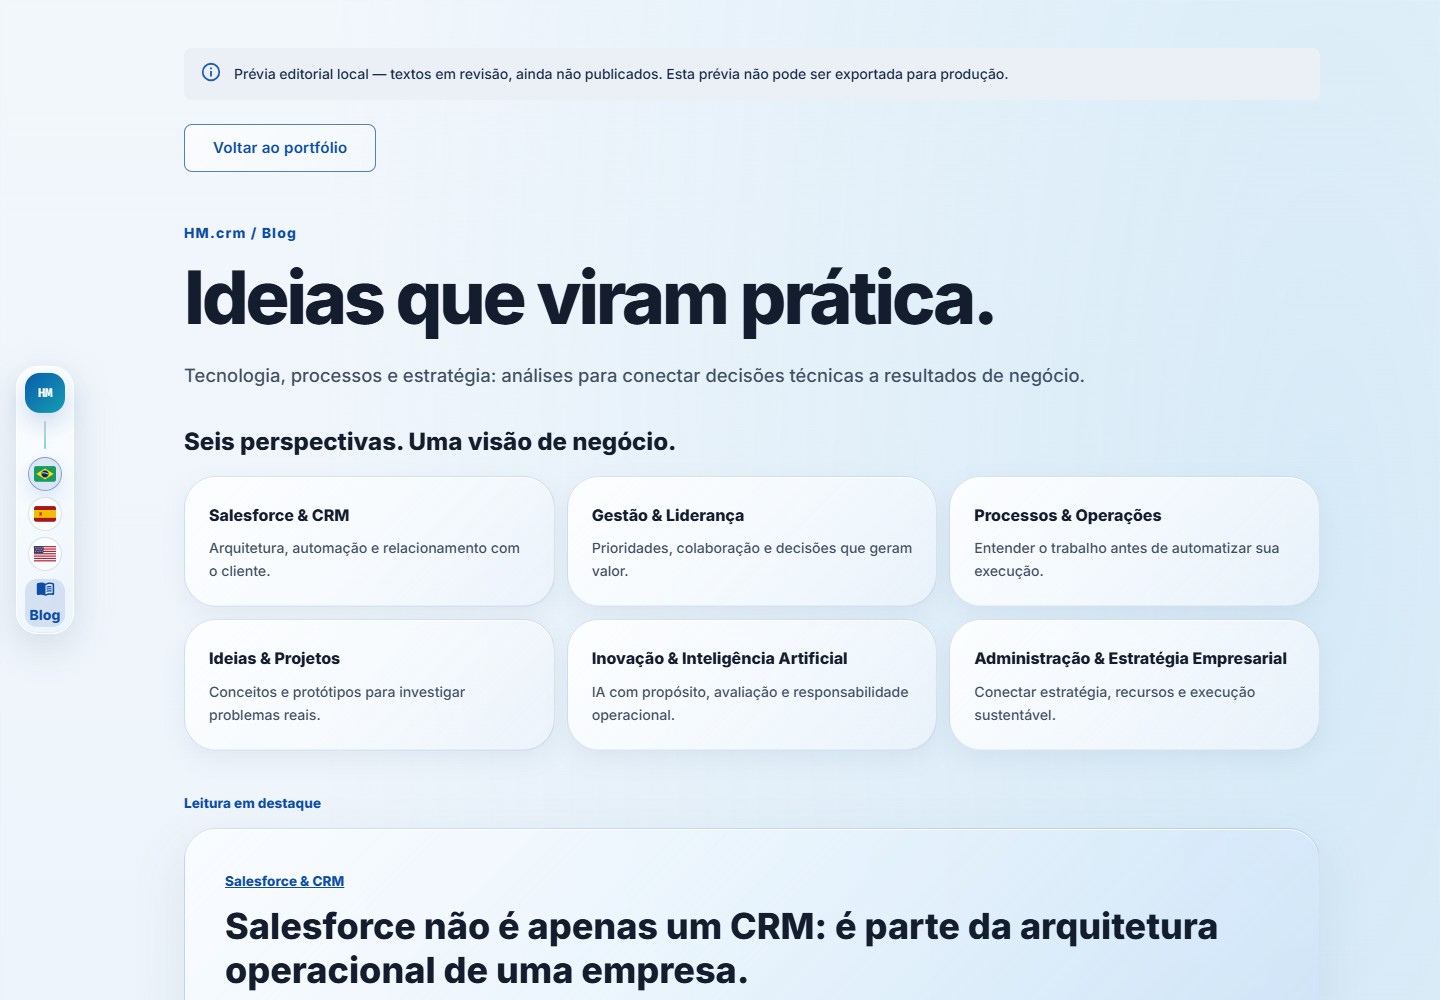 Prévia editorial local — textos em revisão, ainda não publicados. Esta prévia não pode ser exportada para produção.
Voltar ao portfólio
HM.crm / Blog
Ideias que viram prática.
Tecnologia, processos e estratégia: análises para conectar decisões técnicas a resultados de negócio.
HM
Blog
Seis perspectivas. Uma visão de negócio.
Salesforce & CRM
Arquitetura, automação e relacionamento com
o cliente.
Gestão & Liderança
Prioridades, colaboração e decisões que geram
valor.
Processos & Operações
Entender o trabalho antes de automatizar sua
execução.
Ideias & Projetos
Conceitos e protótipos para investigar
problemas reais.
Inovação & Inteligência Artificial
IA com propósito, avaliação e responsabilidade
operacional.
Administração & Estratégia Empresarial
Conectar estratégia, recursos e execução
sustentável.
Leitura em destaque
Salesforce & CRM
Salesforce não é apenas um CRM: é parte da arquitetura
operacional de uma empresa.